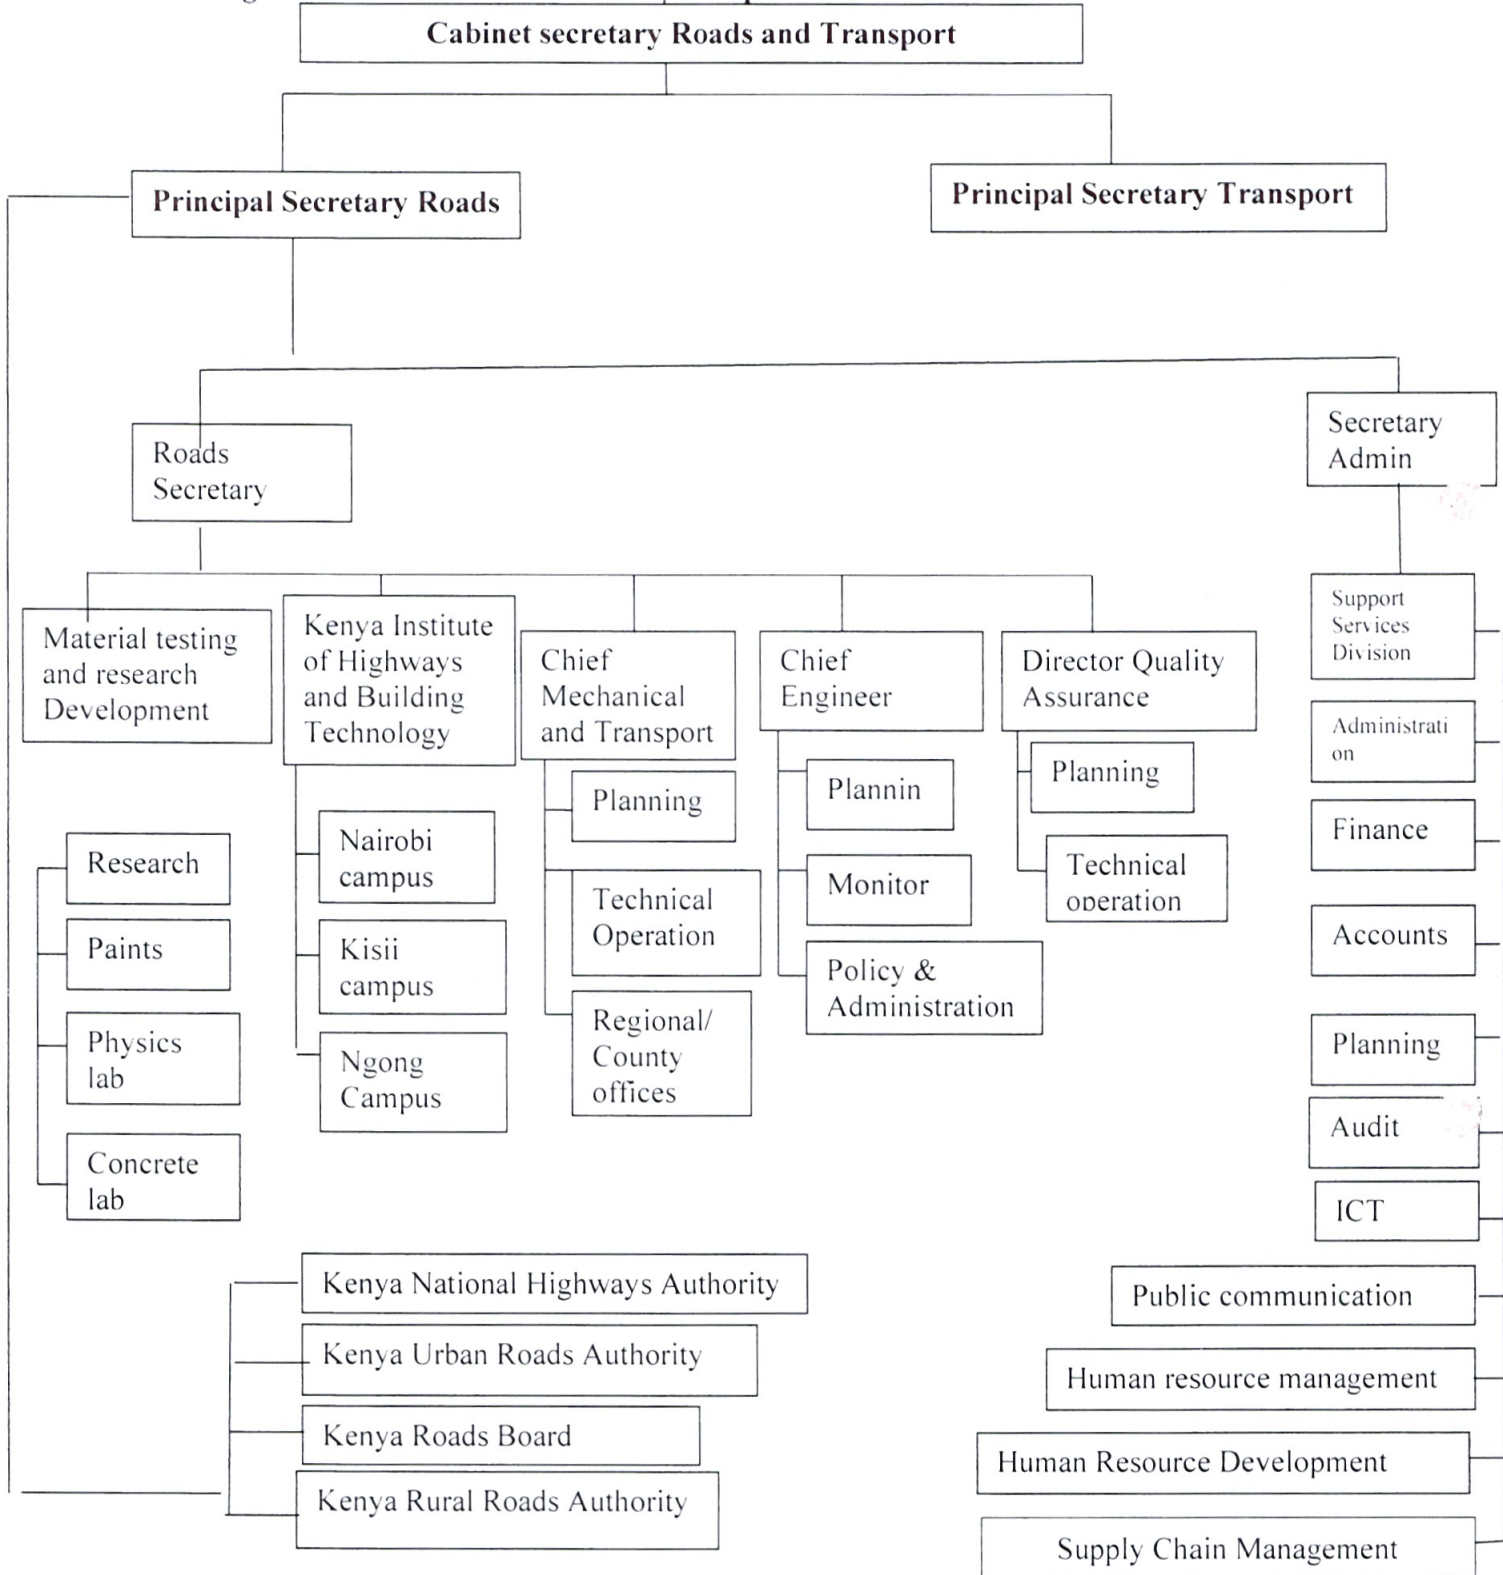 Cabinet secretary Roads and Transport
Principal Secretary Roads
Principal Secretary Transport
Roads
Secretary
Secretary
Admin
Material testing
and research
Development
Kenya Institute
of Highways
and Building
Technology
Chief
Mechanical
and Transport
Chief
Engineer
Director Quality
Assurance
Support
Services
Division
Research
Paints
Physics
lab
Concrete
lab
Nairobi
campus
Kisii
campus
Ngong
Campus
Planning
Technical
Operation
Regional/
County
offices
Plannin
Monitor
Policy &
Administration
Planning
Technical
operation
Administrati
on
Finance
Accounts
Planning
Audit
ICT
Public communication
Human resource management
Human Resource Development
Supply Chain Management
Kenya National Highways Authority
Kenya Urban Roads Authority
Kenya Roads Board
Kenya Rural Roads Authority